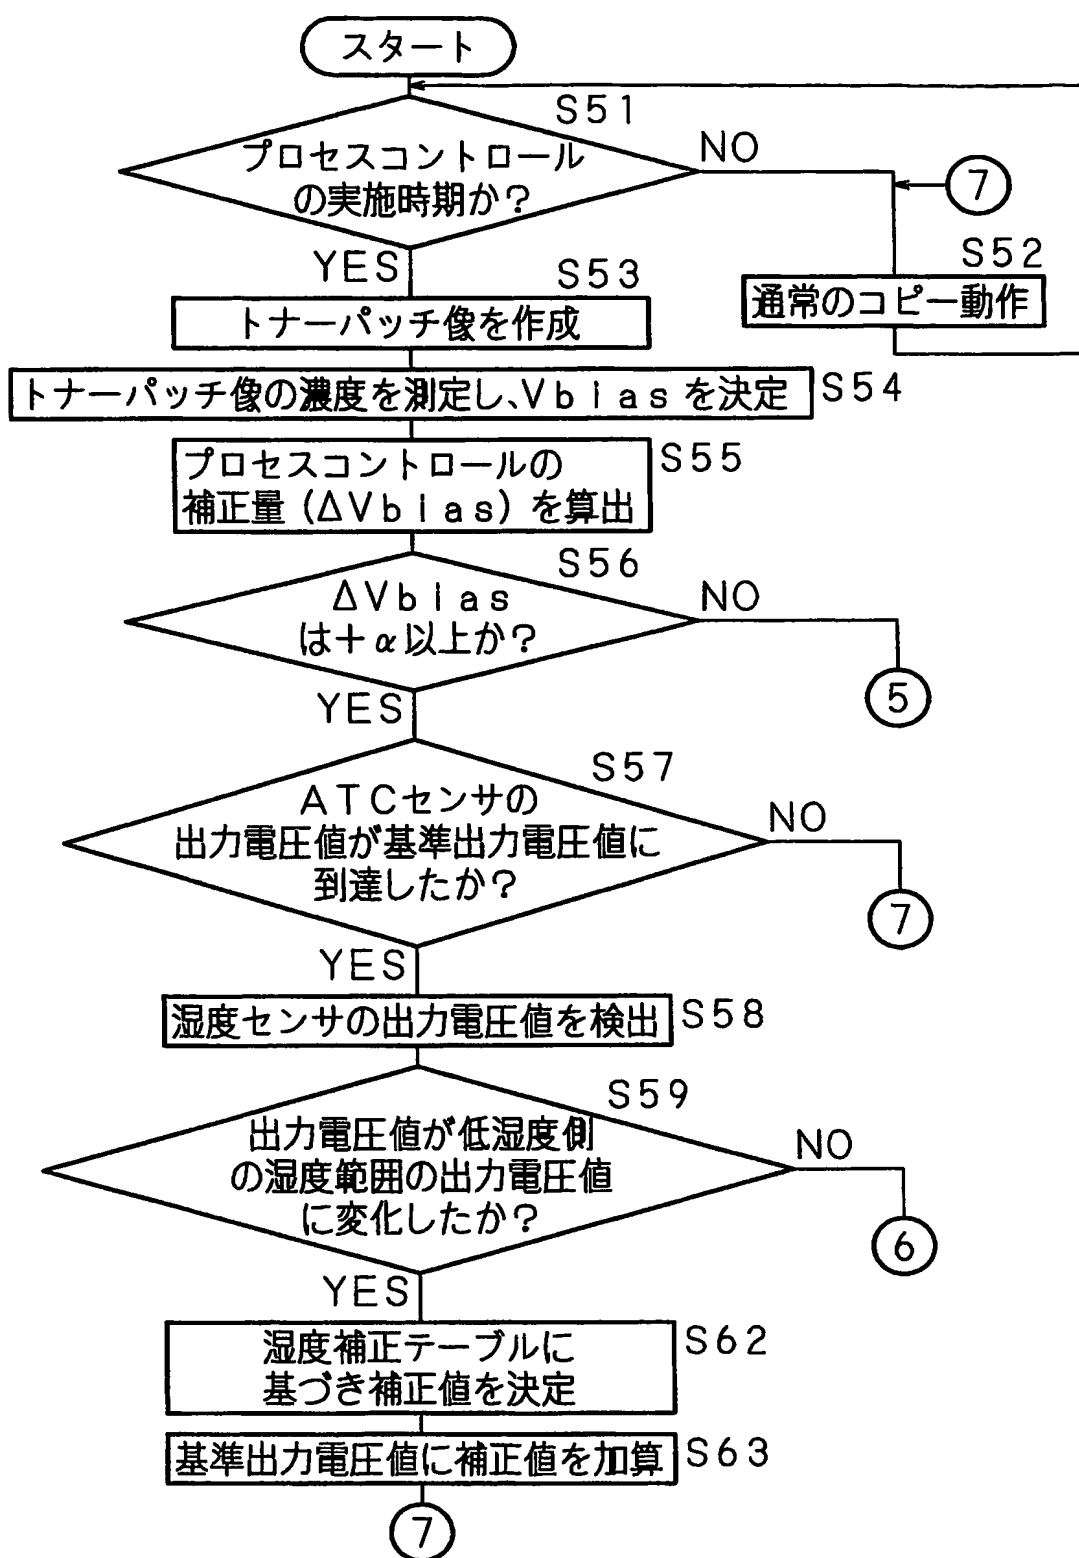 スタート
S51
プロセスコントロール
の実施時期か?
NO
YES
⑦
S52
通常のコピー動作
S53
トナーパッチ像を作成
トナーパッチ像の濃度を測定し、Vbiasを決定
S54
プロセスコントロールの
補正量(ΔVbias)を算出
S55
S56
ΔVbias
は+α以上か?
NO
⑤
YES
S57
ATCセンサの
出力電圧値が基準出力電圧値に
到達したか?
NO
⑦
YES
湿度センサの出力電圧値を検出
S58
S59
出力電圧値が低湿度側
の湿度範囲の出力電圧値
に変化したか?
NO
⑥
YES
湿度補正テーブルに
基づき補正値を決定
S62
基準出力電圧値に補正値を加算
S63
⑦